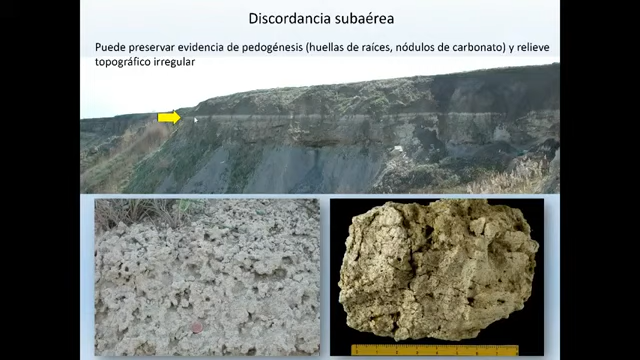 Discordancia subaérea
Puede preservar evidencia de pedogénesis (huellas de raíces, nódulos de carbonato) y relieve
topográfico irregular